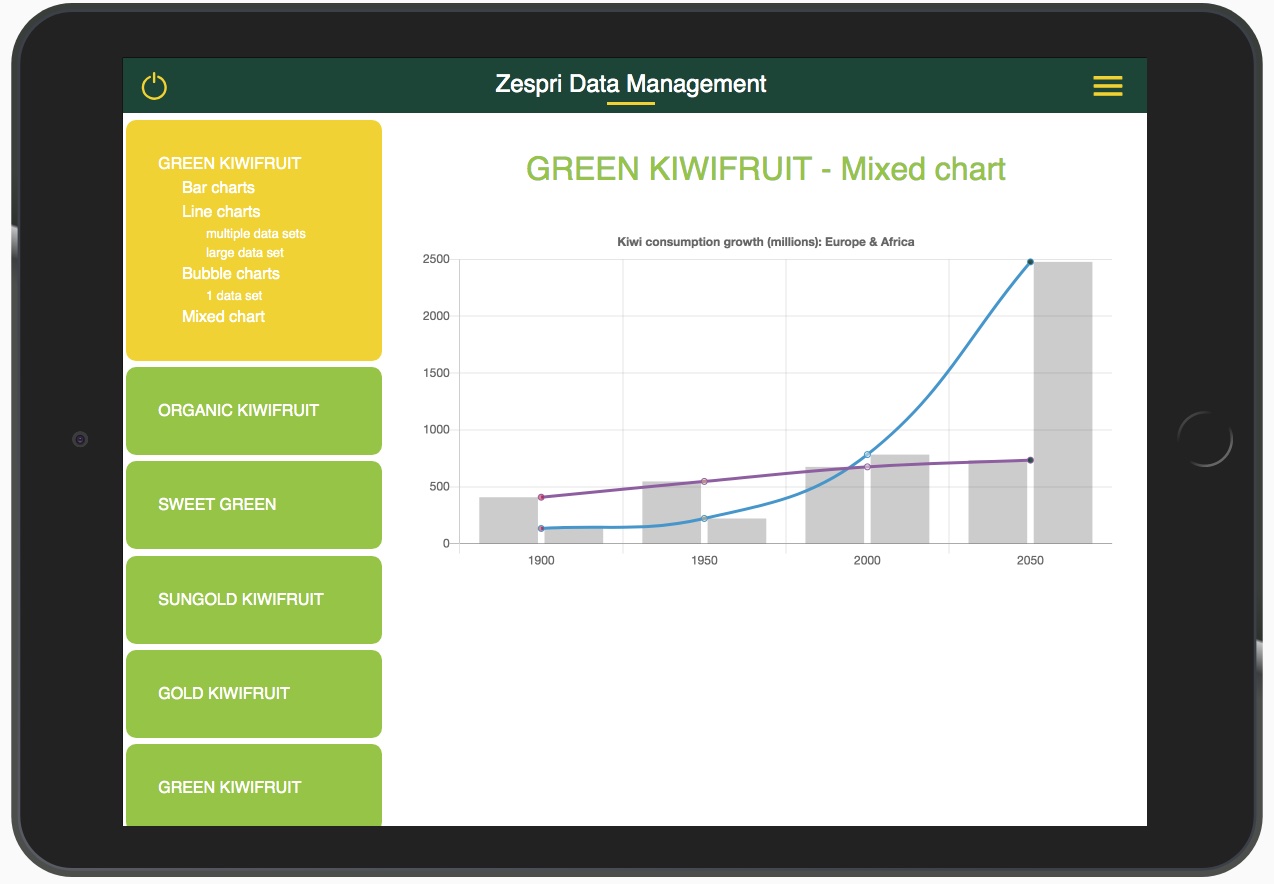 Zespri Data Management
GREEN KIWIFRUIT
Bar charts
Line charts
multiple data sets
large data set
Bubble charts
1 data set
Mixed chart
ORGANIC KIWIFRUIT
SWEET GREEN
SUNGOLD KIWIFRUIT
GOLD KIWIFRUIT
GREEN KIWIFRUIT
GREEN KIWIFRUIT - Mixed chart
Kiwi consumption growth (millions): Europe & Africa
2500
2000
1500
1000
500
0
1900 1950 2000 2050